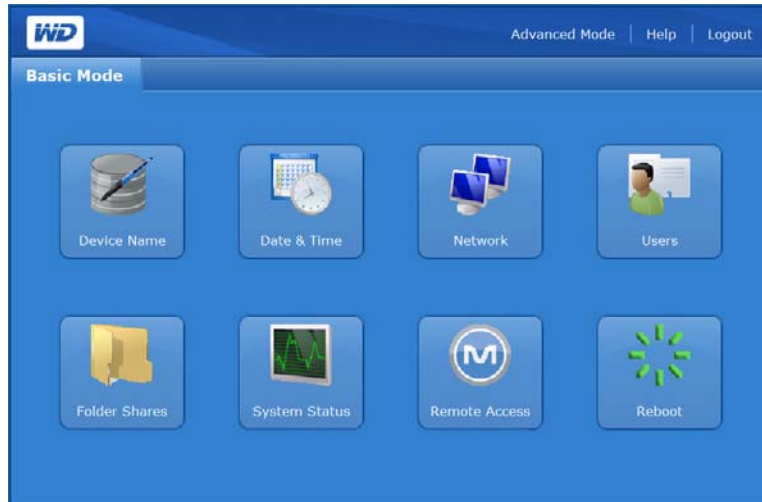 WD
Advanced Mode | Help | Logout
Basic Mode
Device Name
Date & Time
Network
Users
Folder Shares
System Status
Remote Access
Reboot